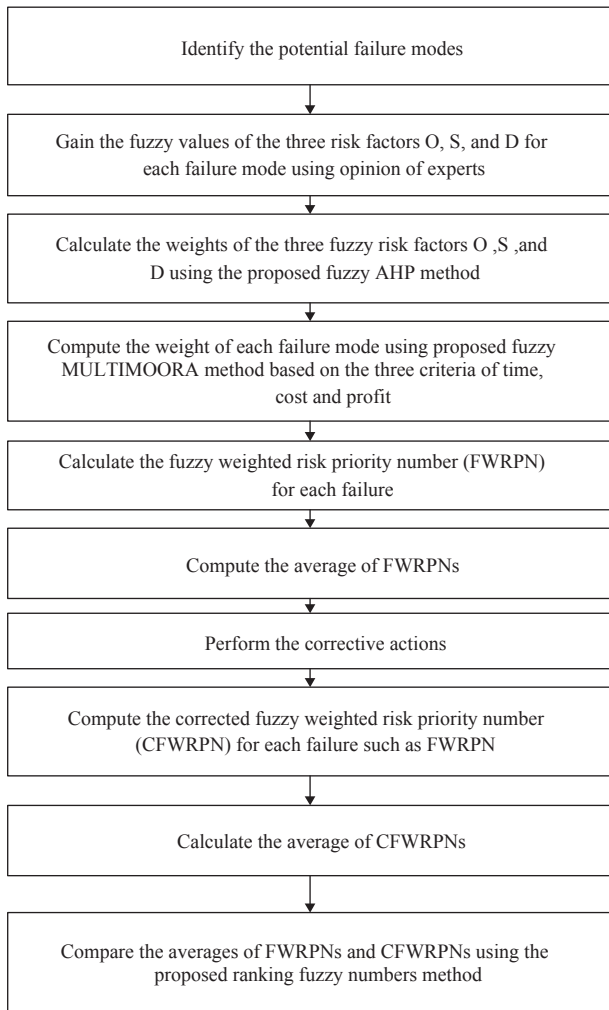 Identify the potential failure modes
Gain the fuzzy values of the three risk factors O, S, and D for
each failure mode using opinion of experts
Calculate the weights of the three fuzzy risk factors O ,S ,and
D using the proposed fuzzy AHP method
Compute the weight of each failure mode using proposed fuzzy
MULTIMOORA method based on the three criteria of time,
cost and profit
Calculate the fuzzy weighted risk priority number (FWRPN)
for each failure
Compute the average of FWRPNs
Perform the corrective actions
Compute the corrected fuzzy weighted risk priority number
(CFWRPN) for each failure such as FWRPN
Calculate the average of CFWRPNs
Compare the averages of FWRPNs and CFWRPNs using the
proposed ranking fuzzy numbers method